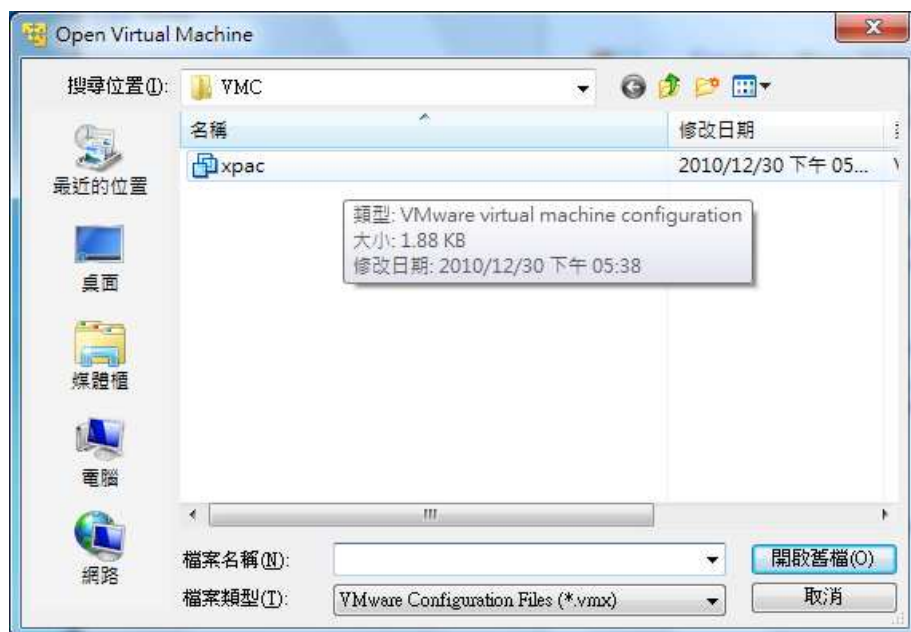 Open Virtual Machine
搜尋位置(I): VMC
名稱 修改日期
xpac 2010/12/30 下午 05...
類型: VMware virtual machine configuration
大小: 1.88 KB
修改日期: 2010/12/30 下午 05:38
最近的位置
桌面
媒體櫃
電腦
網路
檔案名稱(N): 開啟舊檔(O)
檔案類型(T): VMware Configuration Files (*.vmx) 取消